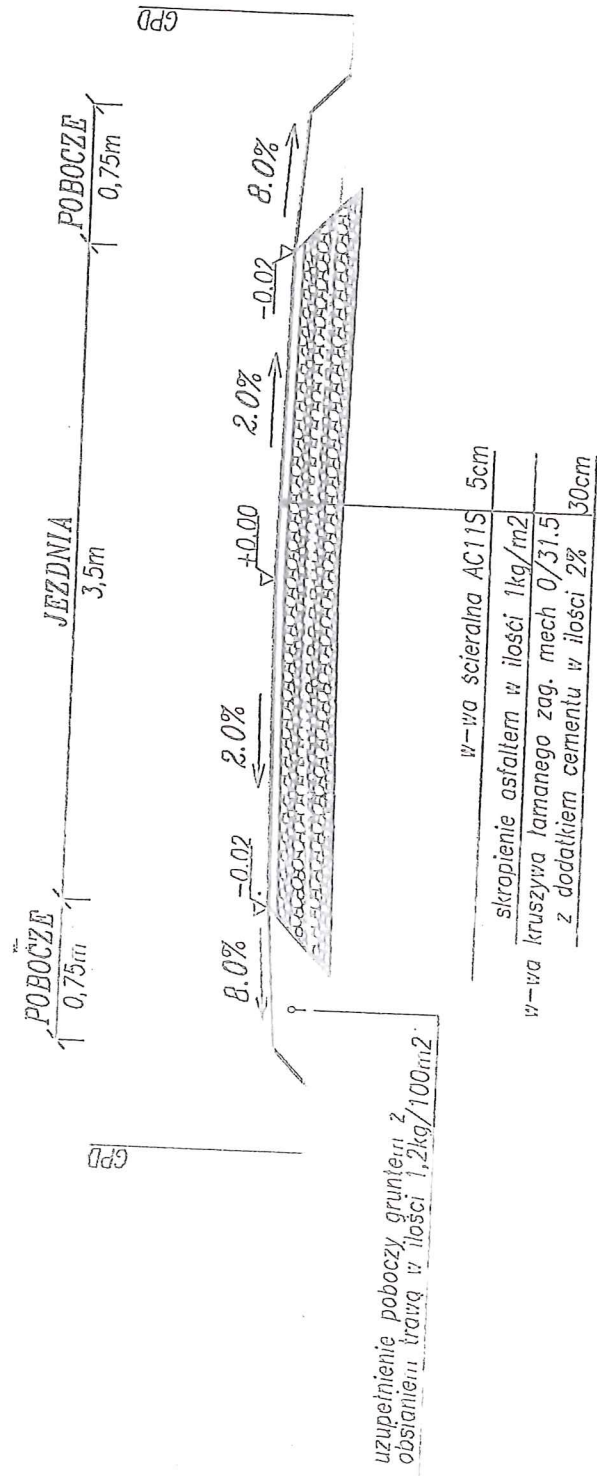 POBOCZE
0,75m
JEZDNIA
3,5m
POBOCZE
0,75m
GPD
GPD
8.0%
-0.02
2.0%
±0.00
2.0%
-0.02
8.0%
uzupełnienie poboczy gruntem z
obsianiem trawą w ilości 1,2kg/100m2
w-wa ścieralna AC11S 5cm
skropienie asfaltem w ilości 1kg/m2
w-wa kruszywa łamanego zag. mech 0/31.5
z dodatkiem cementu w ilości 2% 30cm